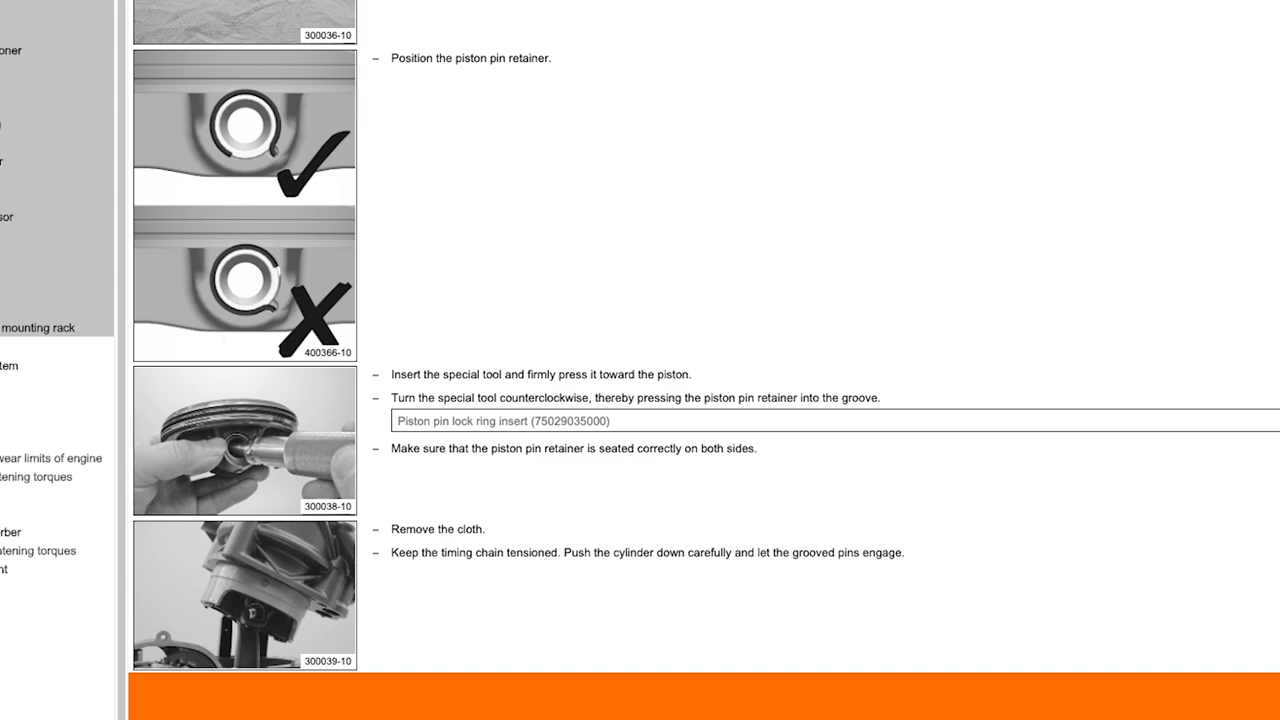 oner
r
sor
mounting rack
tem
wear limits of engine
tening torques
rber
tening torques
nt
300036-10
– Position the piston pin retainer.
400366-10
– Insert the special tool and firmly press it toward the piston.
– Turn the special tool counterclockwise, thereby pressing the piston pin retainer into the groove.
Piston pin lock ring insert (75029035000)
– Make sure that the piston pin retainer is seated correctly on both sides.
300038-10
– Remove the cloth.
– Keep the timing chain tensioned. Push the cylinder down carefully and let the grooved pins engage.
300039-10